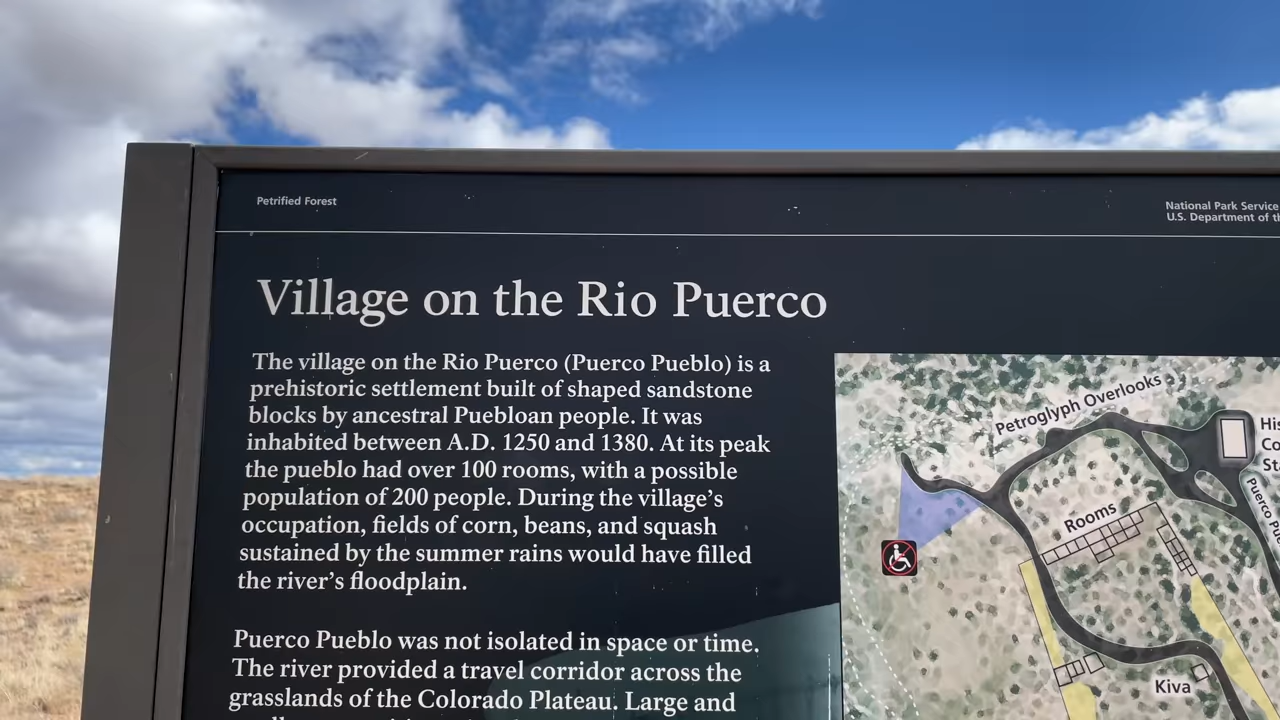 Petrified Forest
National Park Service
U.S. Department of
Village on the Rio Puerco
The village on the Rio Puerco (Puerco Pueblo) is a
prehistoric settlement built of shaped sandstone
blocks by ancestral Puebloan people. It was
inhabited between A.D. 1250 and 1380. At its peak
the pueblo had over 100 rooms, with a possible
population of 200 people. During the village's
occupation, fields of corn, beans, and squash
sustained by the summer rains would have filled
the river's floodplain.
Puerco Pueblo was not isolated in space or time.
The river provided a travel corridor across the
grasslands of the Colorado Plateau. Large and
Petroglyph Overlooks
Rooms
Puerco
Kiva